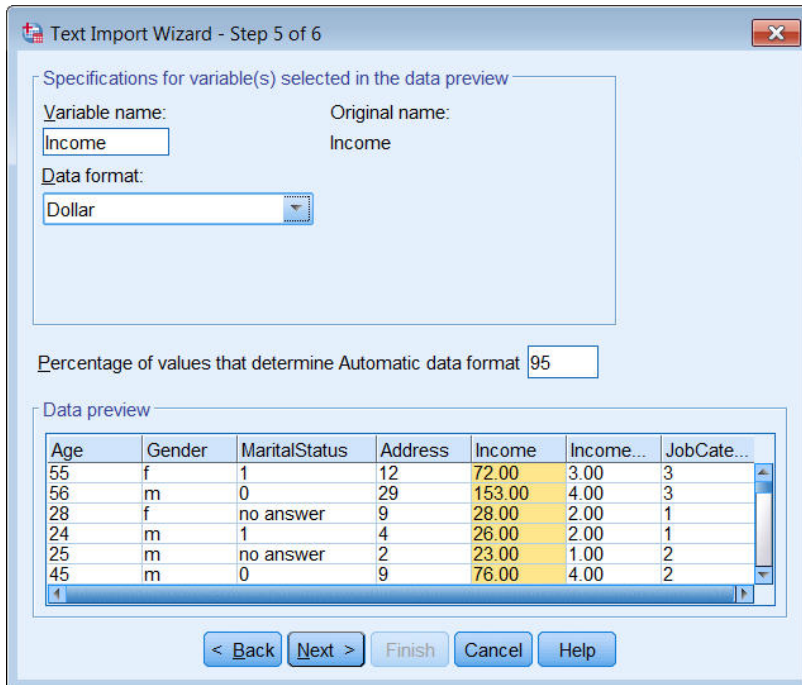 Text Import Wizard - Step 5 of 6
Specifications for variable(s) selected in the data preview
Variable name: Original name:
Income Income
Data format:
Dollar
Percentage of values that determine Automatic data format 95
Data preview
Age Gender MaritalStatus Address Income Income... JobCate...
55 f 1 12 72.00 3.00 3
56 m 0 29 153.00 4.00 3
28 f no answer 9 28.00 2.00 1
24 m 1 4 26.00 2.00 1
25 m no answer 2 23.00 1.00 2
45 m 0 9 76.00 4.00 2
< Back Next > Finish Cancel Help